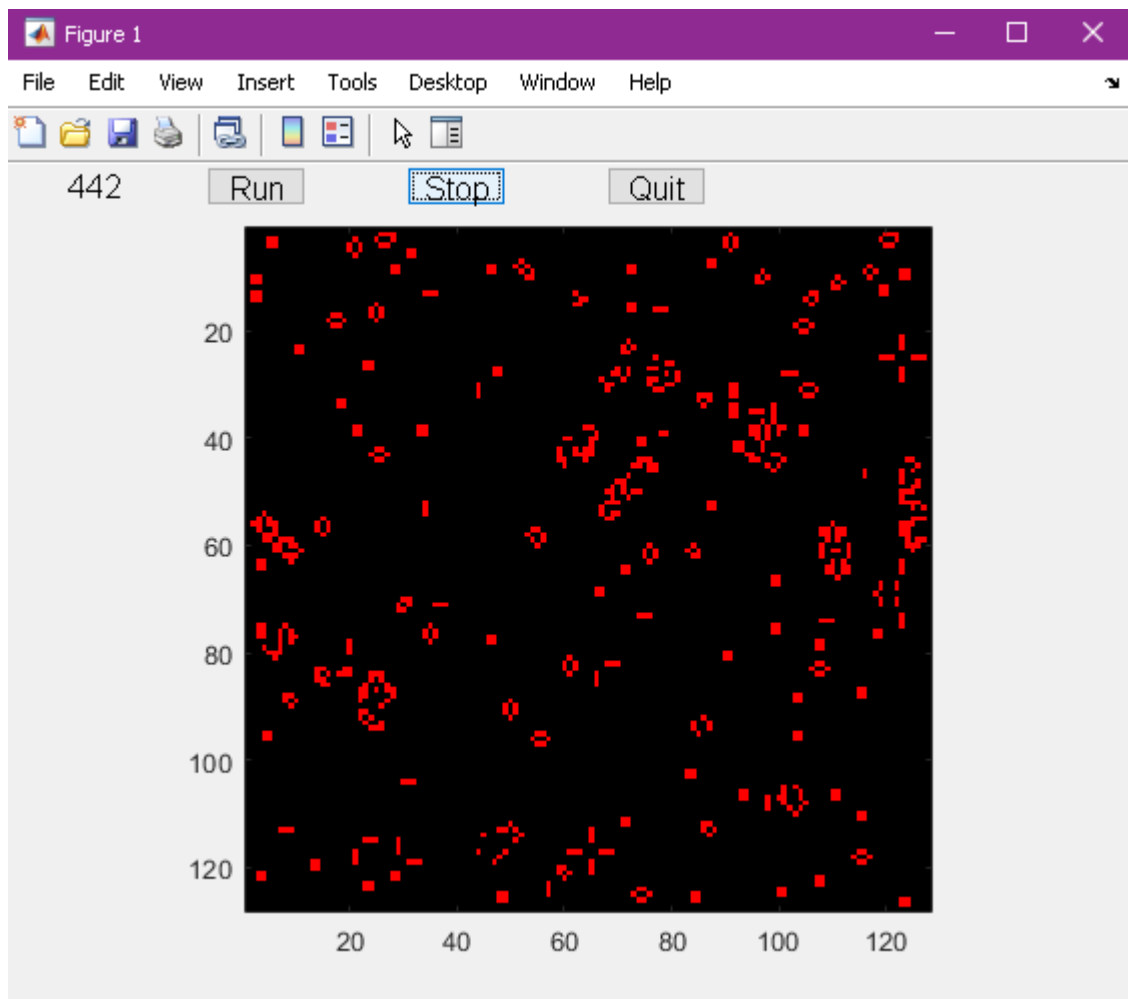 Figure 1
File Edit View Insert Tools Desktop Window Help
442 Run Stop Quit
20
40
60
80
100
120
20 40 60 80 100 120